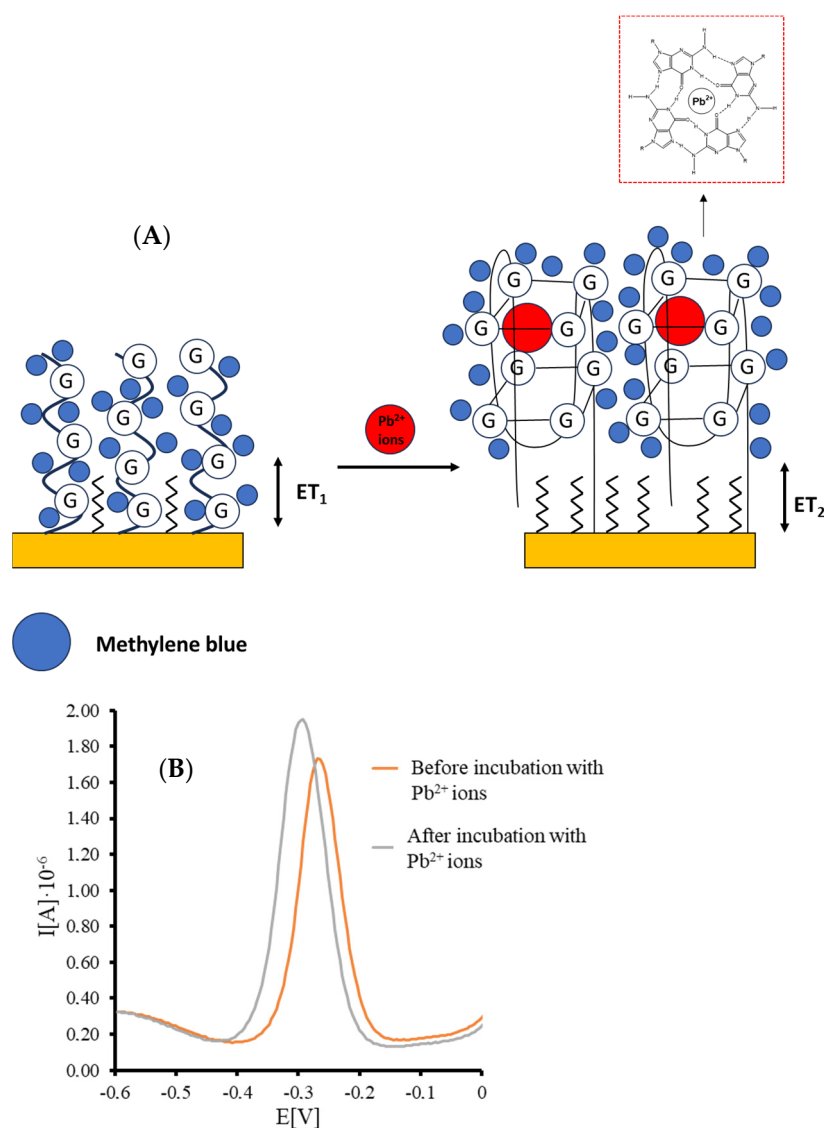 Pb²⁺
(A)
G G G
G G G
G G G
G G G
Pb²⁺
ions
G G G G
G G G G
G G G G
G G G G
ET₁
ET₂
Methylene blue
(B)
2.00
1.80
1.60
1.40
1.20
1.00
0.80
0.60
0.40
0.20
0.00
I[A]·10⁻⁶
-0.6 -0.5 -0.4 -0.3 -0.2 -0.1 0
E[V]
Before incubation with
Pb²⁺ ions
After incubation with
Pb²⁺ ions